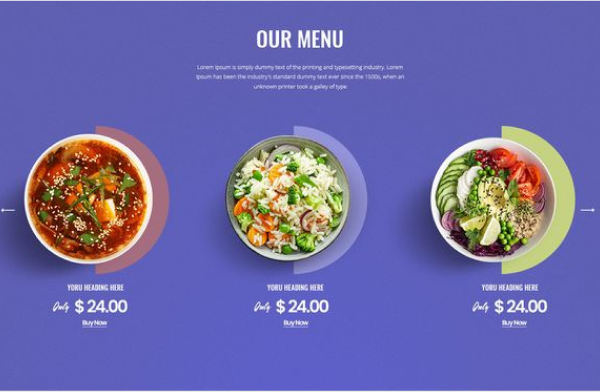 OUR MENU
Lorem Ipsum is simply dummy text of the printing and typesetting industry. Lorem
Ipsum has been the industry's standard dummy text ever since the 1500s, when an
unknown printer took a galley of type
YORU HEADING HERE
Only $ 24.00
Buy Now
YORU HEADING HERE
Only $ 24.00
Buy Now
YORU HEADING HERE
Only $ 24.00
Buy Now